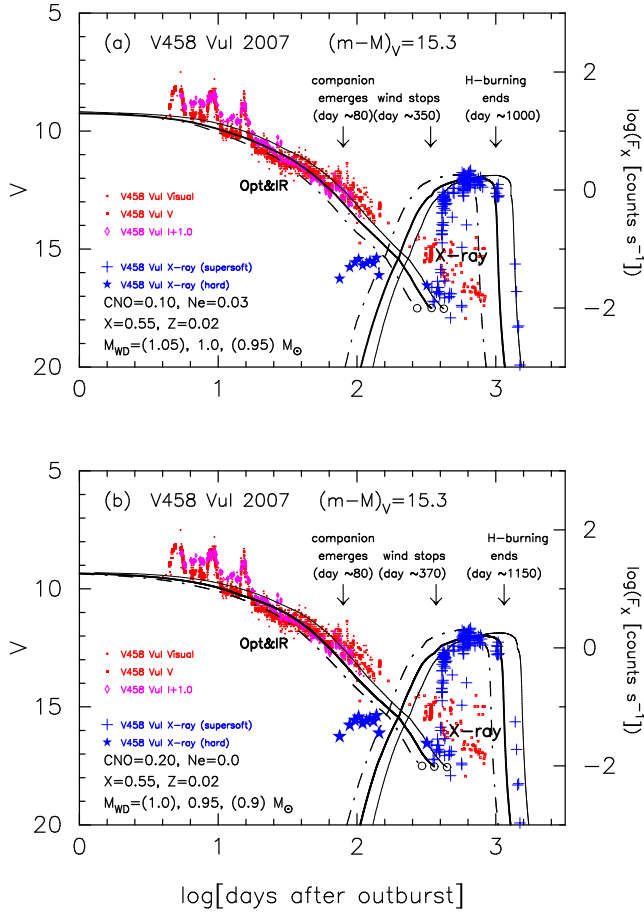 (a) V458 Vul 2007 (m−M)V=15.3
companion
emerges
(day ~80)
wind stops
(day ~350)
H-burning
ends
(day ~1000)
Opt&IR
V458 Vul Visual
V458 Vul V
V458 Vul I+1.0
V458 Vul X-ray (supersoft)
V458 Vul X-ray (hard)
X-ray
CNO=0.10, Ne=0.03
X=0.55, Z=0.02
MWD=(1.05), 1.0, (0.95) M⊙
5
10
15
20
V
2
0
−2
log(FX [counts s−1])
0 1 2 3
(b) V458 Vul 2007 (m−M)V=15.3
companion
emerges
(day ~80)
wind stops
(day ~370)
H-burning
ends
(day ~1150)
Opt&IR
V458 Vul Visual
V458 Vul V
V458 Vul I+1.0
V458 Vul X-ray (supersoft)
V458 Vul X-ray (hard)
X-ray
CNO=0.20, Ne=0.0
X=0.55, Z=0.02
MWD=(1.0), 0.95, (0.9) M⊙
5
10
15
20
V
2
0
−2
log(FX [counts s−1])
0 1 2 3
log[days after outburst]